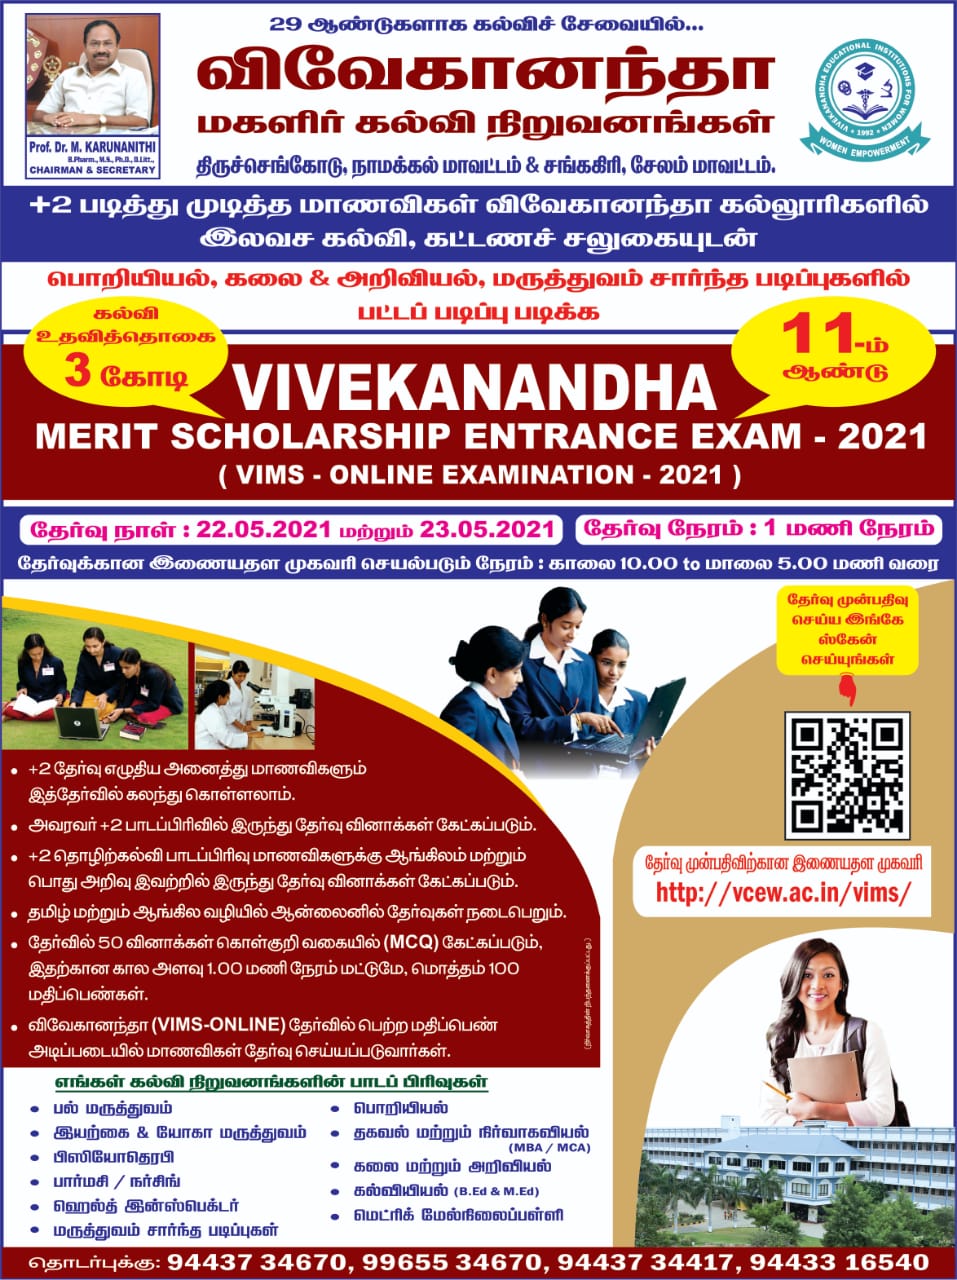 29 ஆண்டுகளாக கல்விச் சேவையில்...
விவேகானந்தா
மகளிர் கல்வி நிறுவனங்கள்
திருச்செங்கோடு, நாமக்கல் மாவட்டம் & சங்ககிரி, சேலம் மாவட்டம்.
Prof. Dr. M. KARUNANITHI
B.Pharm., M.S., Ph.D., D.Litt.,
CHAIRMAN & SECRETARY
VIVEKANANDHA EDUCATIONAL INSTITUTIONS FOR WOMEN
1992
WOMEN EMPOWERMENT
+2 படித்து முடித்த மாணவிகள் விவேகானந்தா கல்லூரிகளில்
இலவச கல்வி, கட்டணச் சலுகையுடன்
பொறியியல், கலை & அறிவியல், மருத்துவம் சார்ந்த படிப்புகளில்
பட்டப் படிப்பு படிக்க
கல்வி
உதவித்தொகை
3 கோடி
11-ம்
ஆண்டு
VIVEKANANDHA
MERIT SCHOLARSHIP ENTRANCE EXAM - 2021
( VIMS - ONLINE EXAMINATION - 2021 )
தேர்வு நாள் : 22.05.2021 மற்றும் 23.05.2021
தேர்வு நேரம் : 1 மணி நேரம்
தேர்வுக்கான இணையதள முகவரி செயல்படும் நேரம் : காலை 10.00 to மாலை 5.00 மணி வரை
தேர்வு முன்பதிவு
செய்ய இங்கே
ஸ்கேன்
செய்யுங்கள்
• +2 தேர்வு எழுதிய அனைத்து மாணவிகளும்
இத்தேர்வில் கலந்து கொள்ளலாம்.
• அவரவர் +2 பாடப்பிரிவில் இருந்து தேர்வு வினாக்கள் கேட்கப்படும்.
• +2 தொழிற்கல்வி பாடப்பிரிவு மாணவிகளுக்கு ஆங்கிலம் மற்றும்
பொது அறிவு இவற்றில் இருந்து தேர்வு வினாக்கள் கேட்கப்படும்.
• தமிழ் மற்றும் ஆங்கில வழியில் ஆன்லைனில் தேர்வுகள் நடைபெறும்.
• தேர்வில் 50 வினாக்கள் கொள்குறி வகையில் (MCQ) கேட்கப்படும்,
இதற்கான கால அளவு 1.00 மணி நேரம் மட்டுமே, மொத்தம் 100
மதிப்பெண்கள்.
• விவேகானந்தா (VIMS-ONLINE) தேர்வில் பெற்ற மதிப்பெண்
அடிப்படையில் மாணவிகள் தேர்வு செய்யப்படுவார்கள்.
தேர்வு முன்பதிவிற்கான இணையதள முகவரி
http://vcew.ac.in/vims/
எங்கள் கல்வி நிறுவனங்களின் பாடப் பிரிவுகள்
• பல் மருத்துவம்
• இயற்கை & யோகா மருத்துவம்
• பிஸியோதெரபி
• பார்மசி / நர்சிங்
• ஹெல்த் இன்ஸ்பெக்டர்
• மருத்துவம் சார்ந்த படிப்புகள்
• பொறியியல்
• தகவல் மற்றும் நிர்வாகவியல்
(MBA / MCA)
• கலை மற்றும் அறிவியல்
• கல்வியியல் (B.Ed & M.Ed)
• மெட்ரிக் மேல்நிலைப்பள்ளி
தொடர்புக்கு: 94437 34670, 99655 34670, 94437 34417, 94433 16540